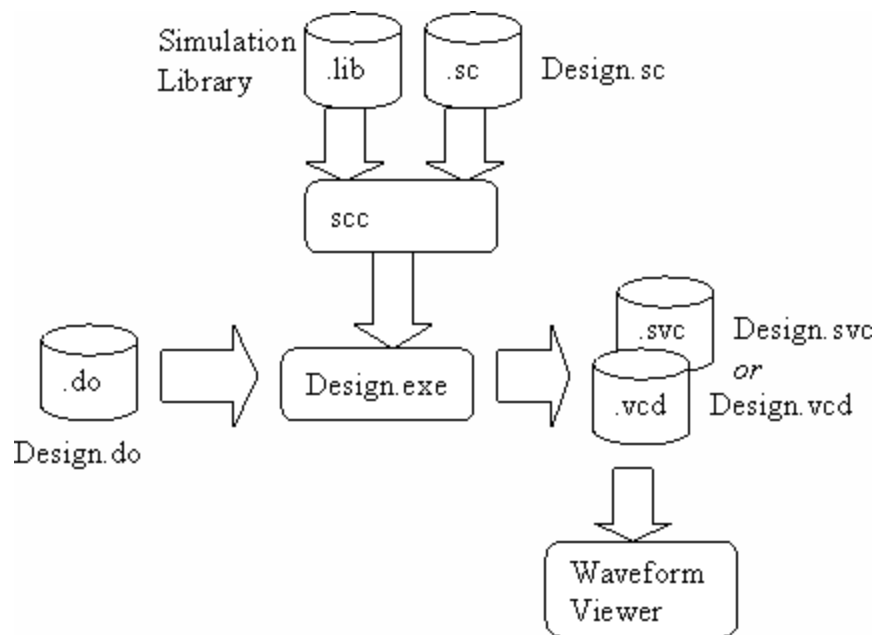 Simulation
Library
.lib
.sc
Design.sc
scc
.do
Design.do
Design.exe
.svc
Design.svc
or
.vcd
Design.vcd
Waveform
Viewer